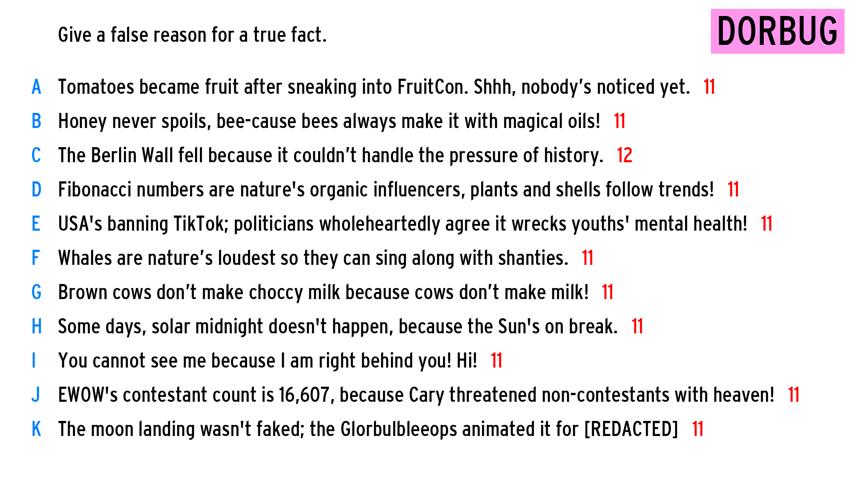 Give a false reason for a true fact.
DORBUG
A Tomatoes became fruit after sneaking into FruitCon. Shhh, nobody’s noticed yet. 11
B Honey never spoils, bee-cause bees always make it with magical oils! 11
C The Berlin Wall fell because it couldn’t handle the pressure of history. 12
D Fibonacci numbers are nature's organic influencers, plants and shells follow trends! 11
E USA's banning TikTok; politicians wholeheartedly agree it wrecks youths' mental health! 11
F Whales are nature’s loudest so they can sing along with shanties. 11
G Brown cows don’t make choccy milk because cows don’t make milk! 11
H Some days, solar midnight doesn't happen, because the Sun's on break. 11
I You cannot see me because I am right behind you! Hi! 11
J EWOW's contestant count is 16,607, because Cary threatened non-contestants with heaven! 11
K The moon landing wasn't faked; the Glorbulbleeops animated it for [REDACTED] 11